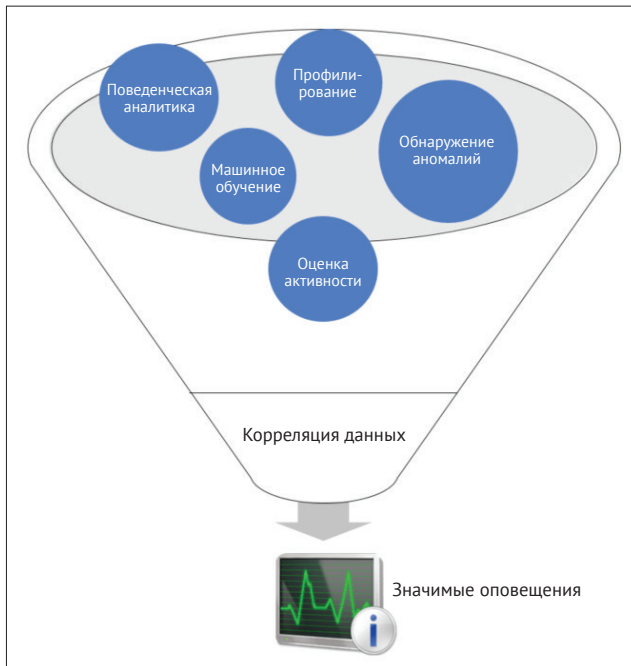 Поведенческая
аналитика
Профили-
рование
Обнаружение
аномалий
Машинное
обучение
Оценка
активности
Корреляция данных
Значимые оповещения